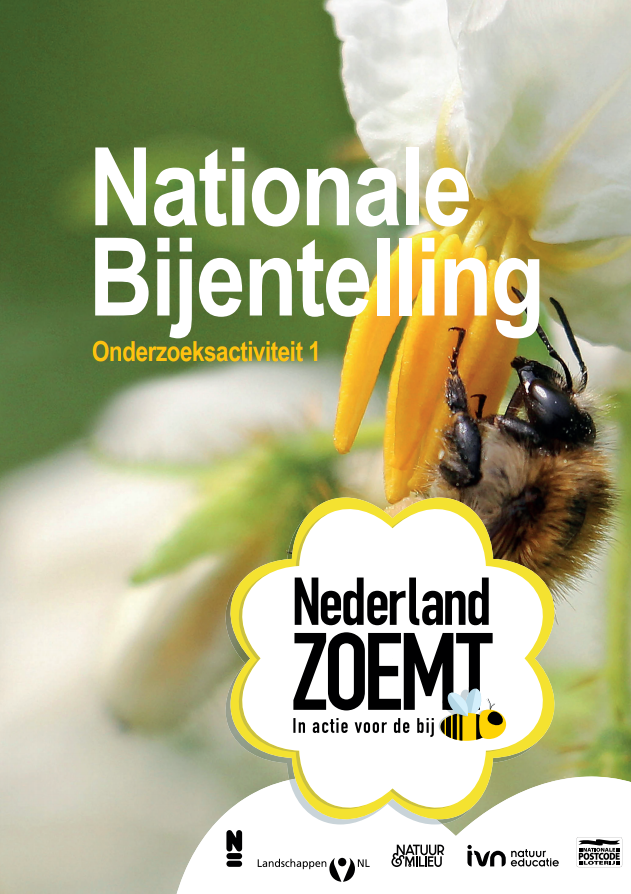 Nationale
Bijentelling
Onderzoeksactiviteit 1
Nederland
ZOEMT
In actie voor de bij
N
Landschappen NL
NATUUR
&MILIEU
ivn natuur
educatie
NATIONALE
POSTCODE
LOTERIJ